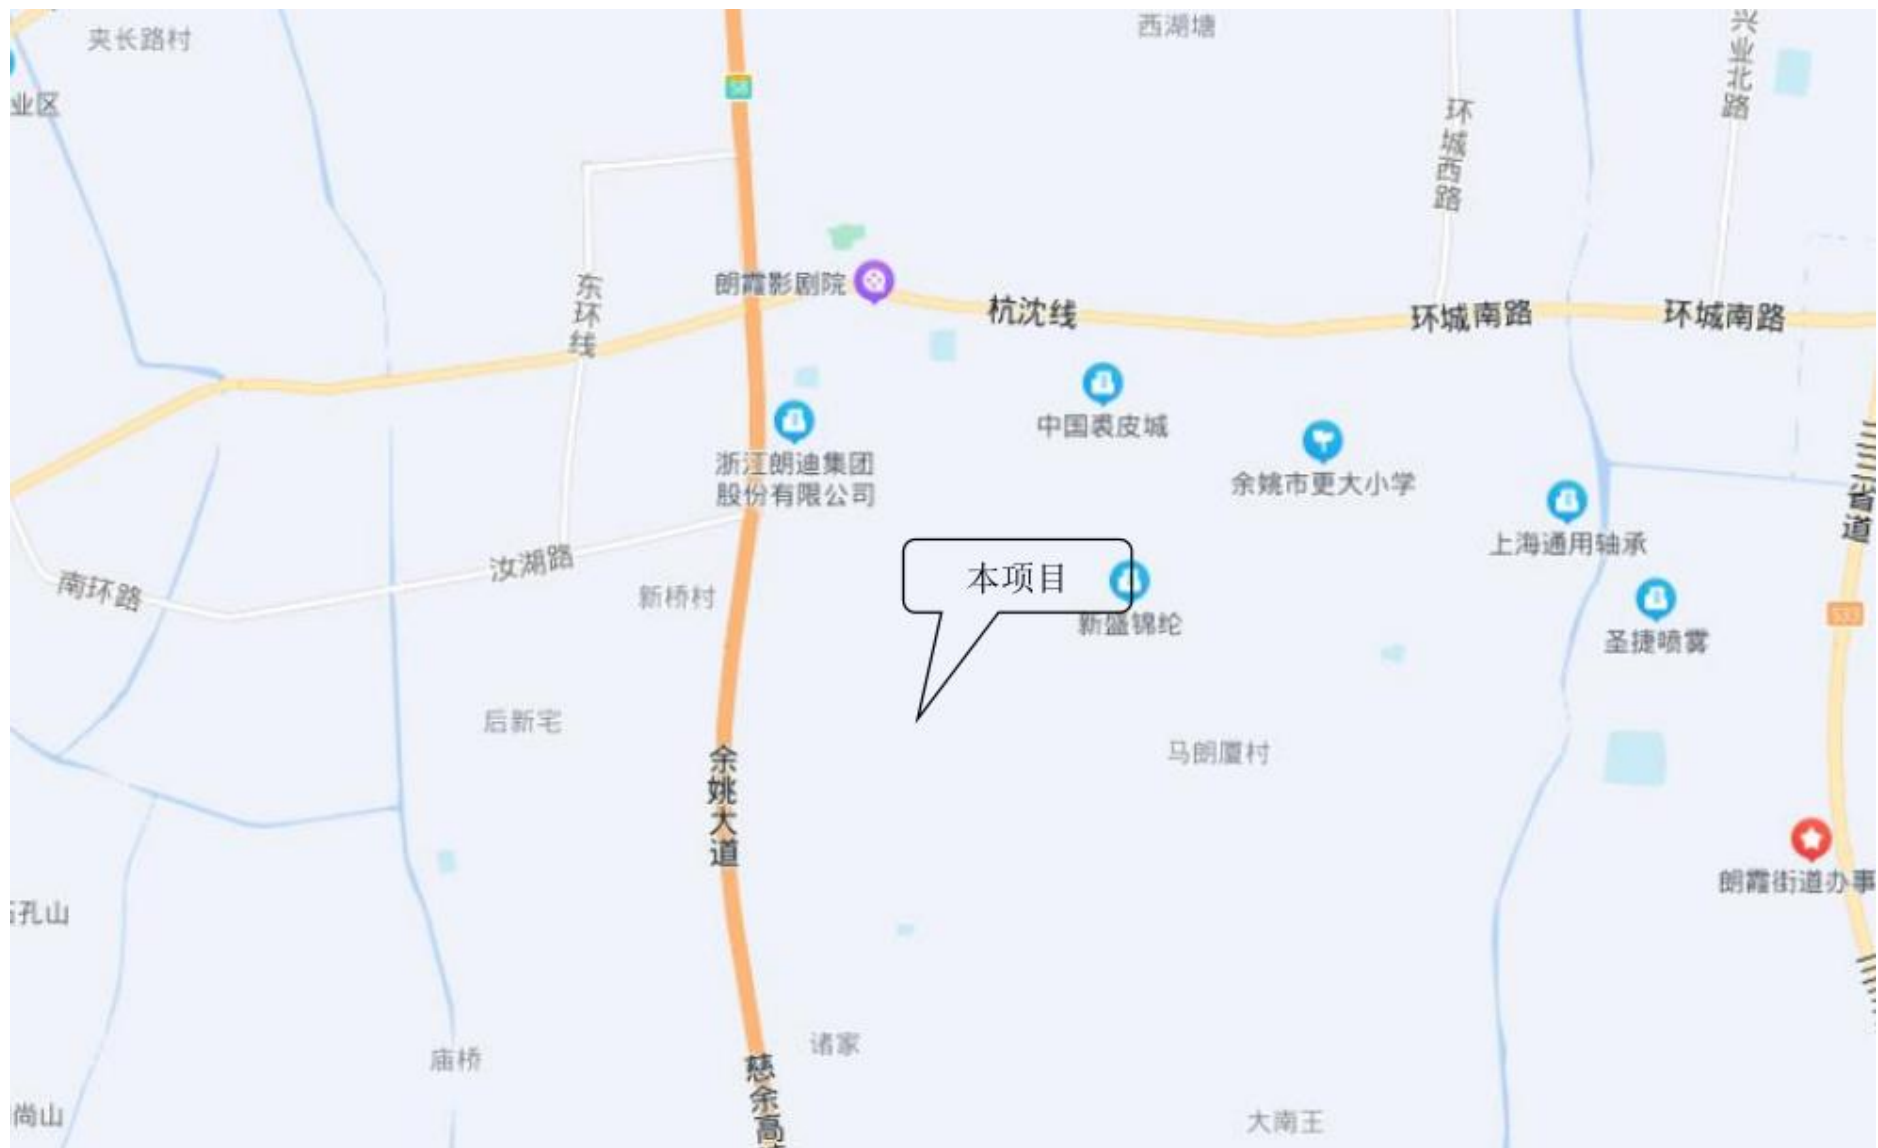 夹长路村
西湖塘
兴业北路
业区
S8
环城西路
东环线
朗霞影剧院
杭沈线
环城南路
环城南路
中国裘皮城
浙江朗迪集团
股份有限公司
余姚市更大小学
省道
上海通用轴承
汝湖路
本项目
南环路
新桥村
新盛锦纶
圣捷喷雾
后新宅
马朗厦村
余姚大道
朗霞街道办事
孔山
诸家
庙桥
慈余高
尚山
大南王